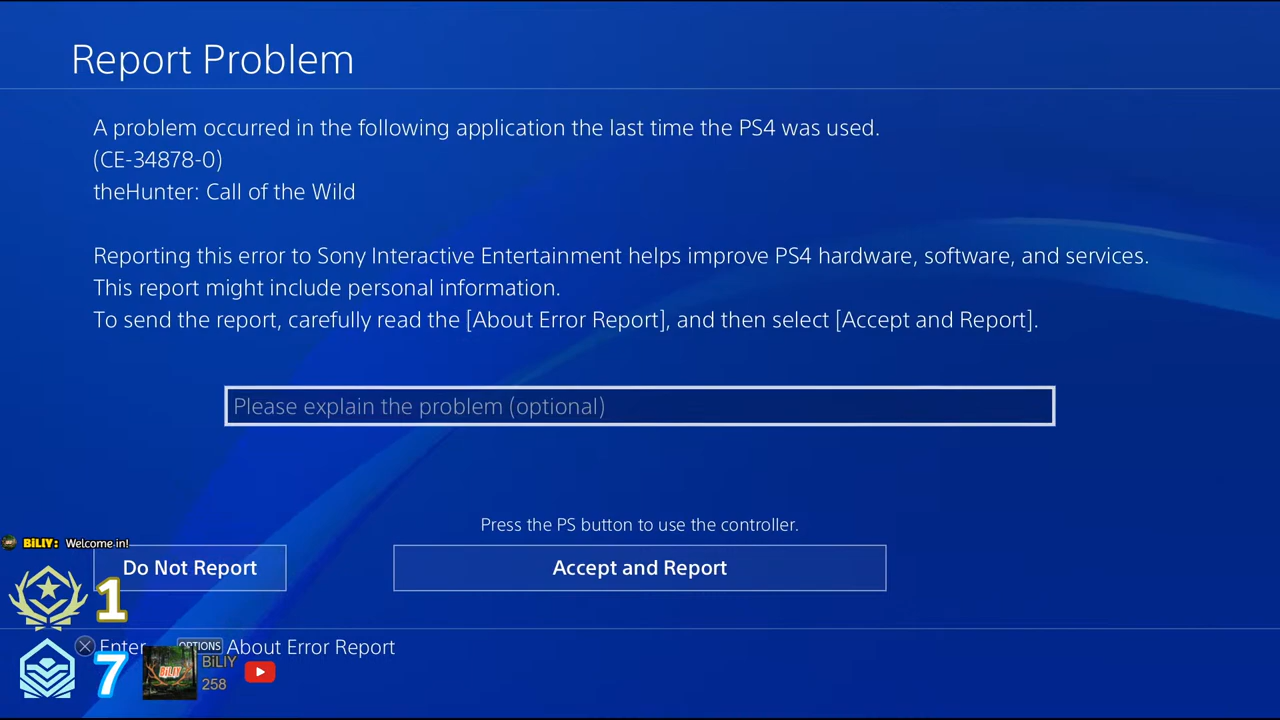 Report Problem
A problem occurred in the following application the last time the PS4 was used.
(CE-34878-0)
theHunter: Call of the Wild
Reporting this error to Sony Interactive Entertainment helps improve PS4 hardware, software, and services.
This report might include personal information.
To send the report, carefully read the [About Error Report], and then select [Accept and Report].
Please explain the problem (optional)
Press the PS button to use the controller.
BiLlY: Welcome in!
Do Not Report
Accept and Report
1
Enter OPTIONS About Error Report
7
BiLlY
BiLlY
258